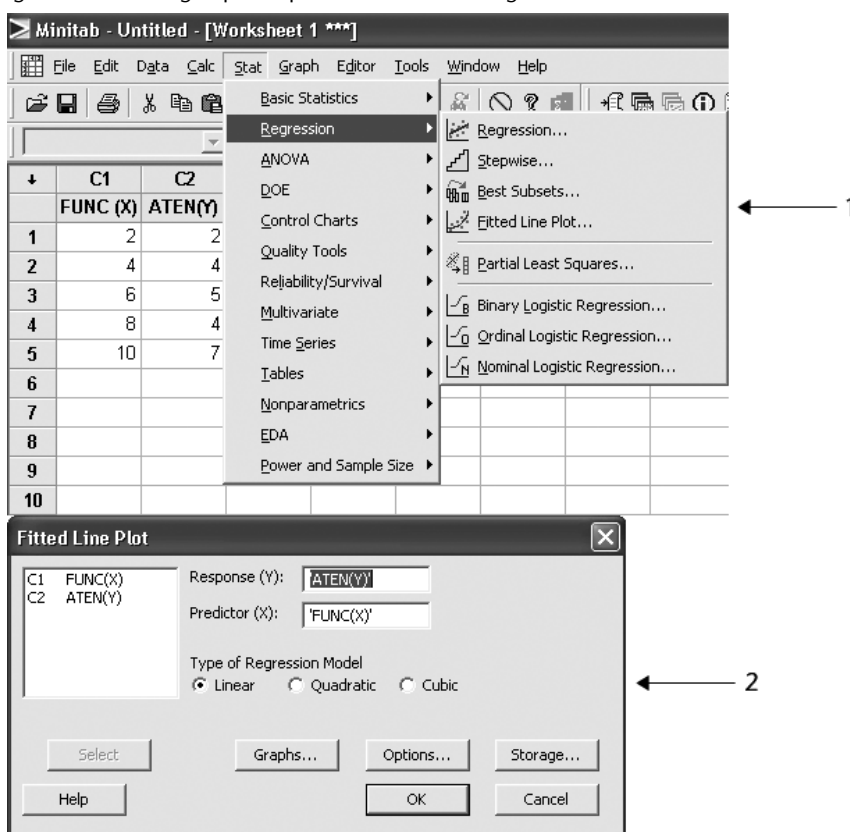 Minitab - Untitled - [Worksheet 1 ***]
File Edit Data Calc Stat Graph Editor Tools Window Help
Basic Statistics
Regression
ANOVA
DOE
Control Charts
Quality Tools
Reliability/Survival
Multivariate
Time Series
Tables
Nonparametrics
EDA
Power and Sample Size
Regression...
Stepwise...
Best Subsets...
Fitted Line Plot...
Partial Least Squares...
Binary Logistic Regression...
Ordinal Logistic Regression...
Nominal Logistic Regression...
1
C1 C2
FUNC (X) ATEN(Y)
1 2 2
2 4 4
3 6 5
4 8 4
5 10 7
6
7
8
9
10
Fitted Line Plot
C1 FUNC(X)
C2 ATEN(Y)
Response (Y): 'ATEN(Y)'
Predictor (X): 'FUNC(X)'
Type of Regression Model
Linear Quadratic Cubic
2
Select Graphs... Options... Storage...
Help OK Cancel